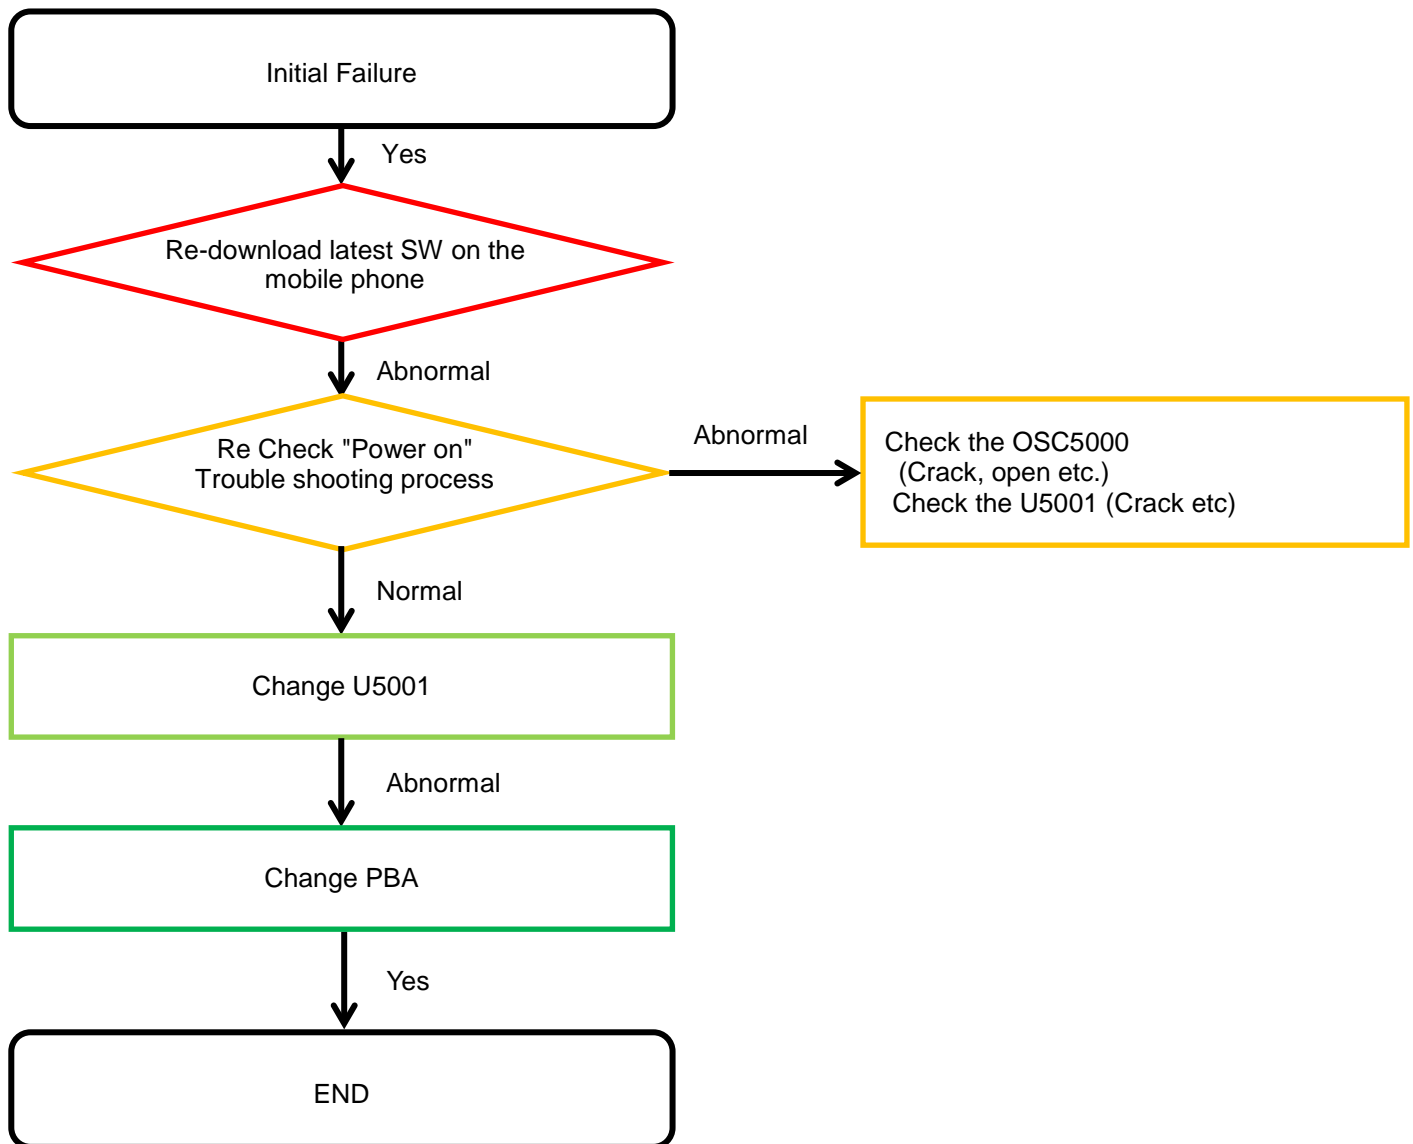 Initial Failure
Yes
Re-download latest SW on the
mobile phone
Abnormal
Re Check "Power on"
Trouble shooting process
Abnormal
Check the OSC5000
(Crack, open etc.)
Check the U5001 (Crack etc)
Normal
Change U5001
Abnormal
Change PBA
Yes
END